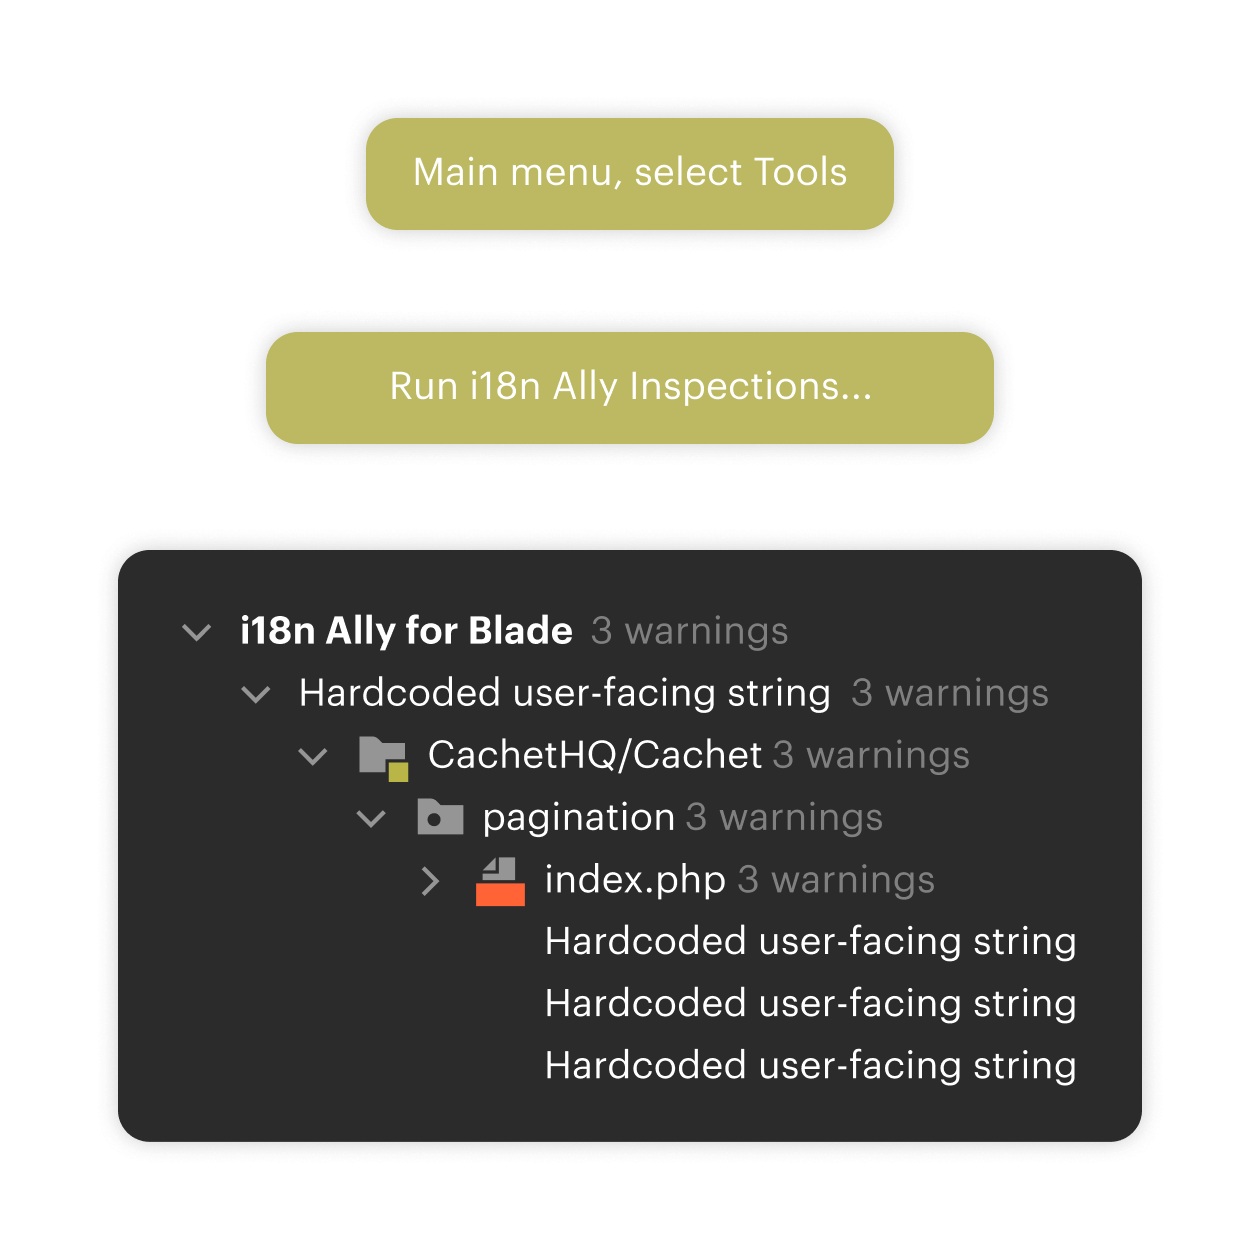 Main menu, select Tools
Run i18n Ally Inspections...
i18n Ally for Blade 3 warnings
Hardcoded user-facing string 3 warnings
CachetHQ/Cachet 3 warnings
pagination 3 warnings
index.php 3 warnings
Hardcoded user-facing string
Hardcoded user-facing string
Hardcoded user-facing string